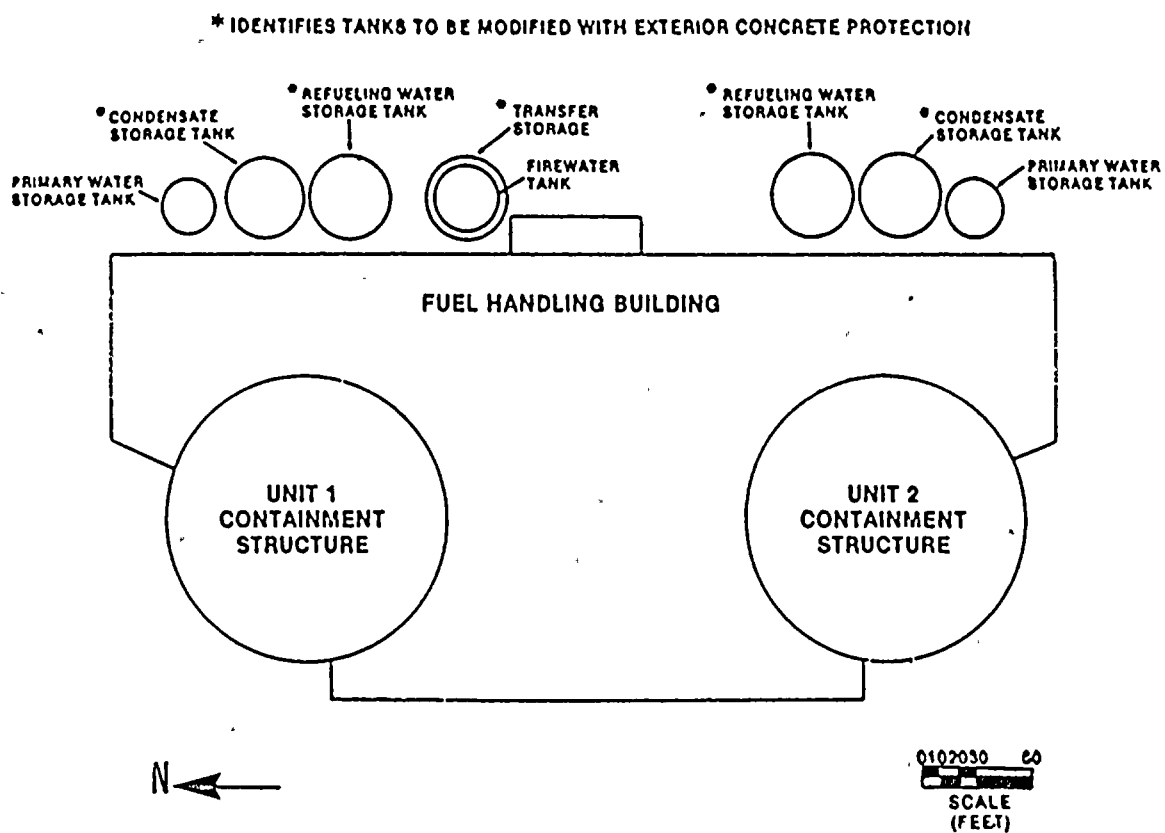 * IDENTIFIES TANKS TO BE MODIFIED WITH EXTERIOR CONCRETE PROTECTION
* CONDENSATE
STORAGE TANK
* REFUELING WATER
STORAGE TANK
* TRANSFER
STORAGE
FIREWATER
TANK
* REFUELING WATER
STORAGE TANK
* CONDENSATE
STORAGE TANK
PRIMARY WATER
STORAGE TANK
PRIMARY WATER
STORAGE TANK
FUEL HANDLING BUILDING
UNIT 1
CONTAINMENT
STRUCTURE
UNIT 2
CONTAINMENT
STRUCTURE
N
0102030
SCALE
(FEET)